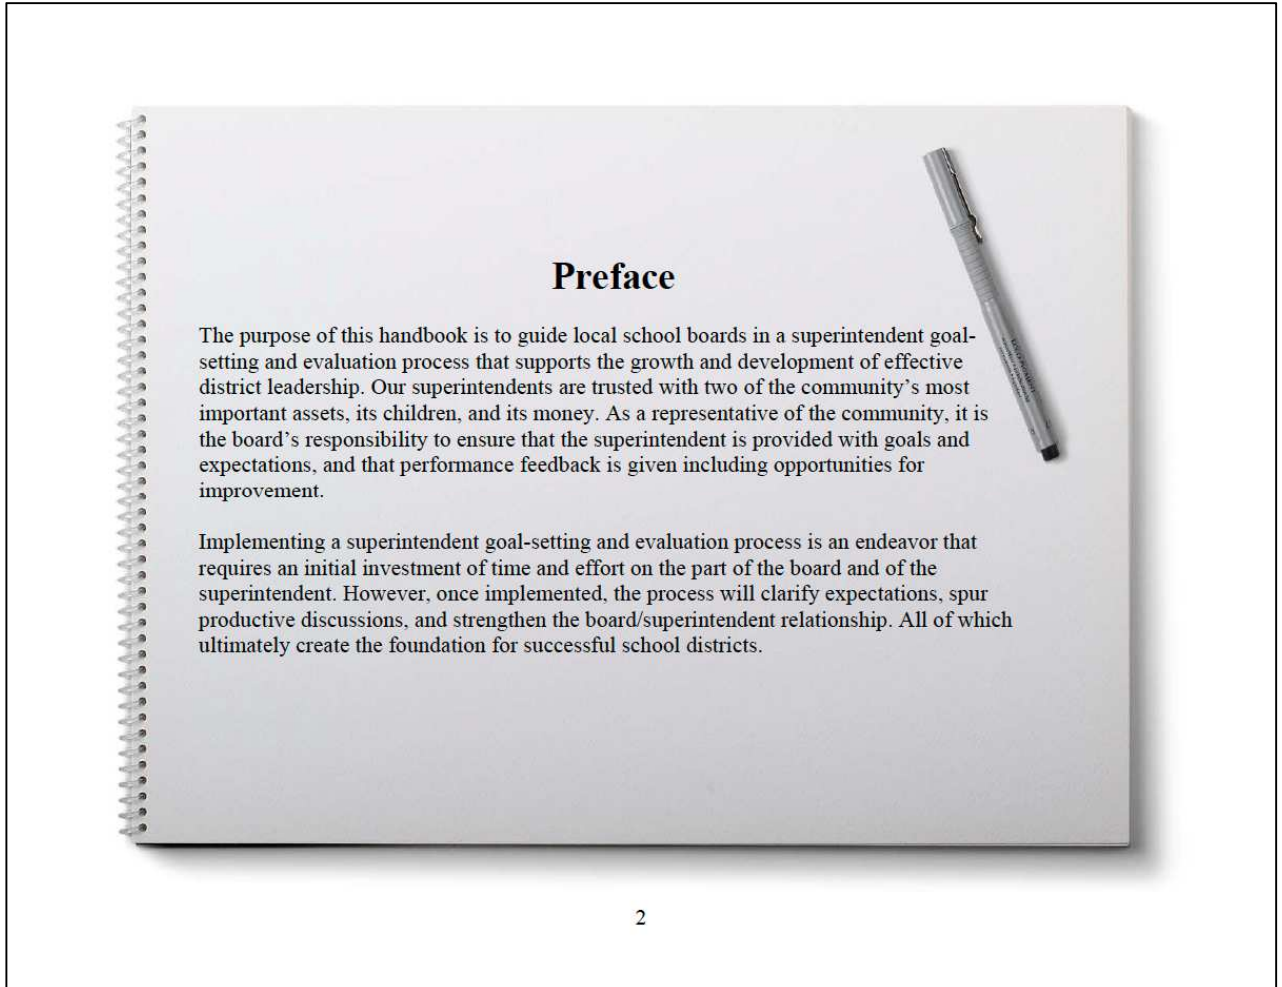 Preface
The purpose of this handbook is to guide local school boards in a superintendent goal-
setting and evaluation process that supports the growth and development of effective
district leadership. Our superintendents are trusted with two of the community’s most
important assets, its children, and its money. As a representative of the community, it is
the board’s responsibility to ensure that the superintendent is provided with goals and
expectations, and that performance feedback is given including opportunities for
improvement.
Implementing a superintendent goal-setting and evaluation process is an endeavor that
requires an initial investment of time and effort on the part of the board and of the
superintendent. However, once implemented, the process will clarify expectations, spur
productive discussions, and strengthen the board/superintendent relationship. All of which
ultimately create the foundation for successful school districts.
2